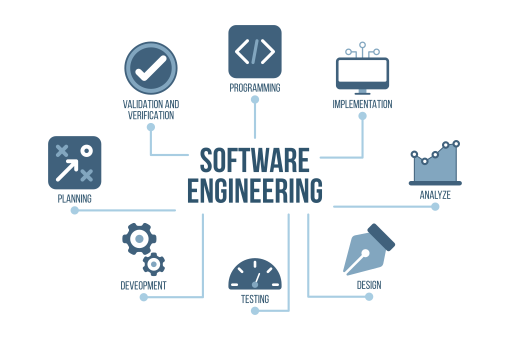 PROGRAMMING
VALIDATION AND
VERIFICATION
IMPLEMENTATION
SOFTWARE
ENGINEERING
PLANNING
ANALYZE
DEVEOPMENT
TESTING
DESIGN